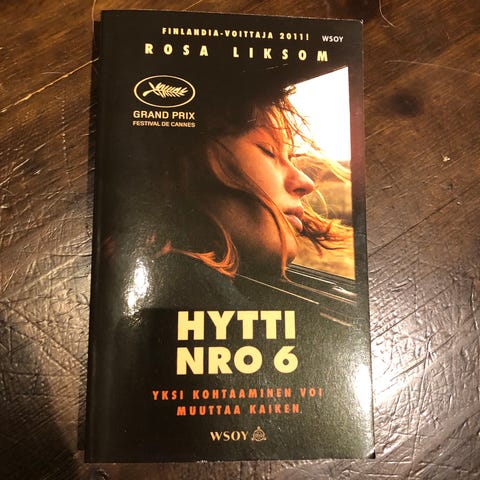 FINLANDIA-VOITTAJA 2011!
WSOY
ROSA LIKSOM
GRAND PRIX
FESTIVAL DE CANNES
HYTTI
NRO 6
YKSI KOHTAAMINEN VOI
MUUTTAA KAIKEN
WSOY